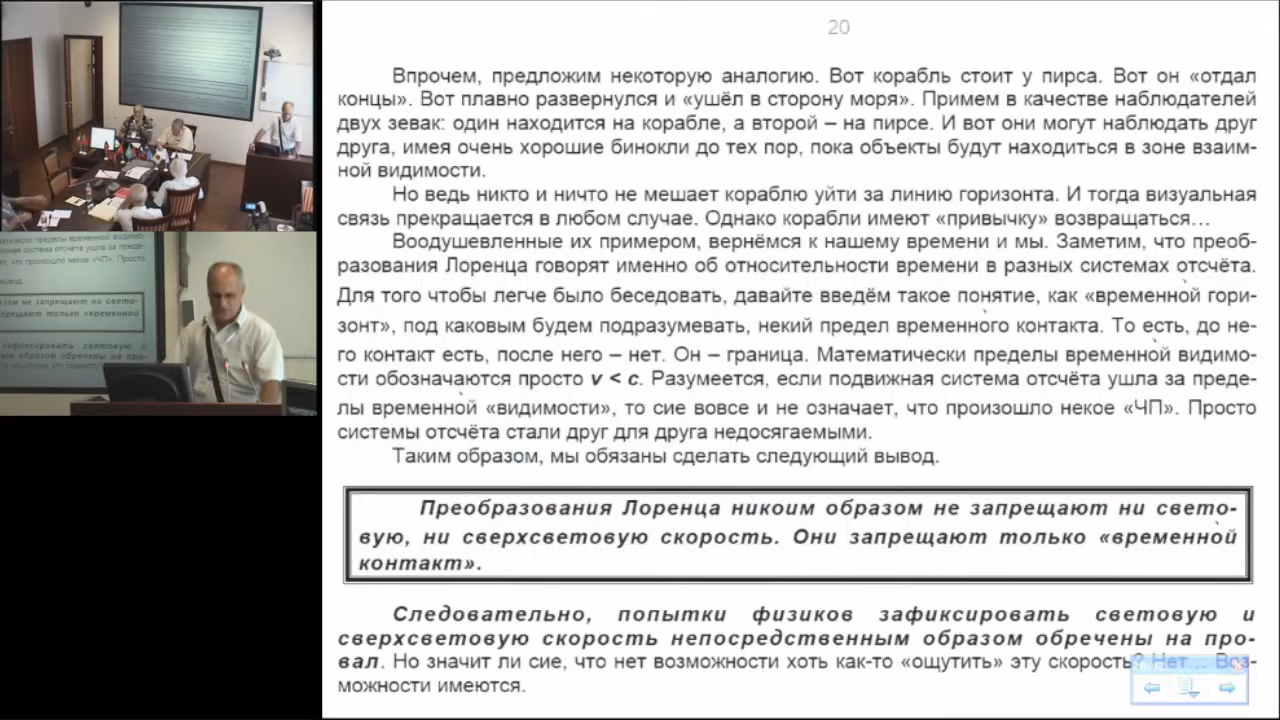 20
Впрочем, предложим некоторую аналогию. Вот корабль стоит у пирса. Вот он «отдал
концы». Вот плавно развернулся и «ушёл в сторону моря». Примем в качестве наблюдателей
двух зевак: один находится на корабле, а второй – на пирсе. И вот они могут наблюдать друг
друга, имея очень хорошие бинокли до тех пор, пока объекты будут находиться в зоне взаим-
ной видимости.
Но ведь никто и ничто не мешает кораблю уйти за линию горизонта. И тогда визуальная
связь прекращается в любом случае. Однако корабли имеют «привычку» возвращаться…
Воодушевленные их примером, вернёмся к нашему времени и мы. Заметим, что преоб-
разования Лоренца говорят именно об относительности времени в разных системах отсчёта.
Для того чтобы легче было беседовать, давайте введём такое понятие, как «временно̀й гори-
зонт», под каковым будем подразумевать, некий предел временно̀го контакта. То есть, до не-
го контакт есть, после него – нет. Он – граница. Математически пределы временно̀й видимо-
сти обозначаются просто v < c. Разумеется, если подвижная система отсчёта ушла за преде-
лы временно̀й «видимости», то сие вовсе и не означает, что произошло некое «ЧП». Просто
системы отсчёта стали друг для друга недосягаемыми.
Таким образом, мы обязаны сделать следующий вывод.
Преобразования Лоренца никоим образом не запрещают ни свето-
вую, ни сверхсветовую скорость. Они запрещают только «временно̀й
контакт».
Следовательно, попытки физиков зафиксировать световую и
сверхсветовую скорость непосредственным образом обречены на про-
вал. Но значит ли сие, что нет возможности хоть как-то «ощутить» эту скорость? Нет… Воз-
можности имеются.